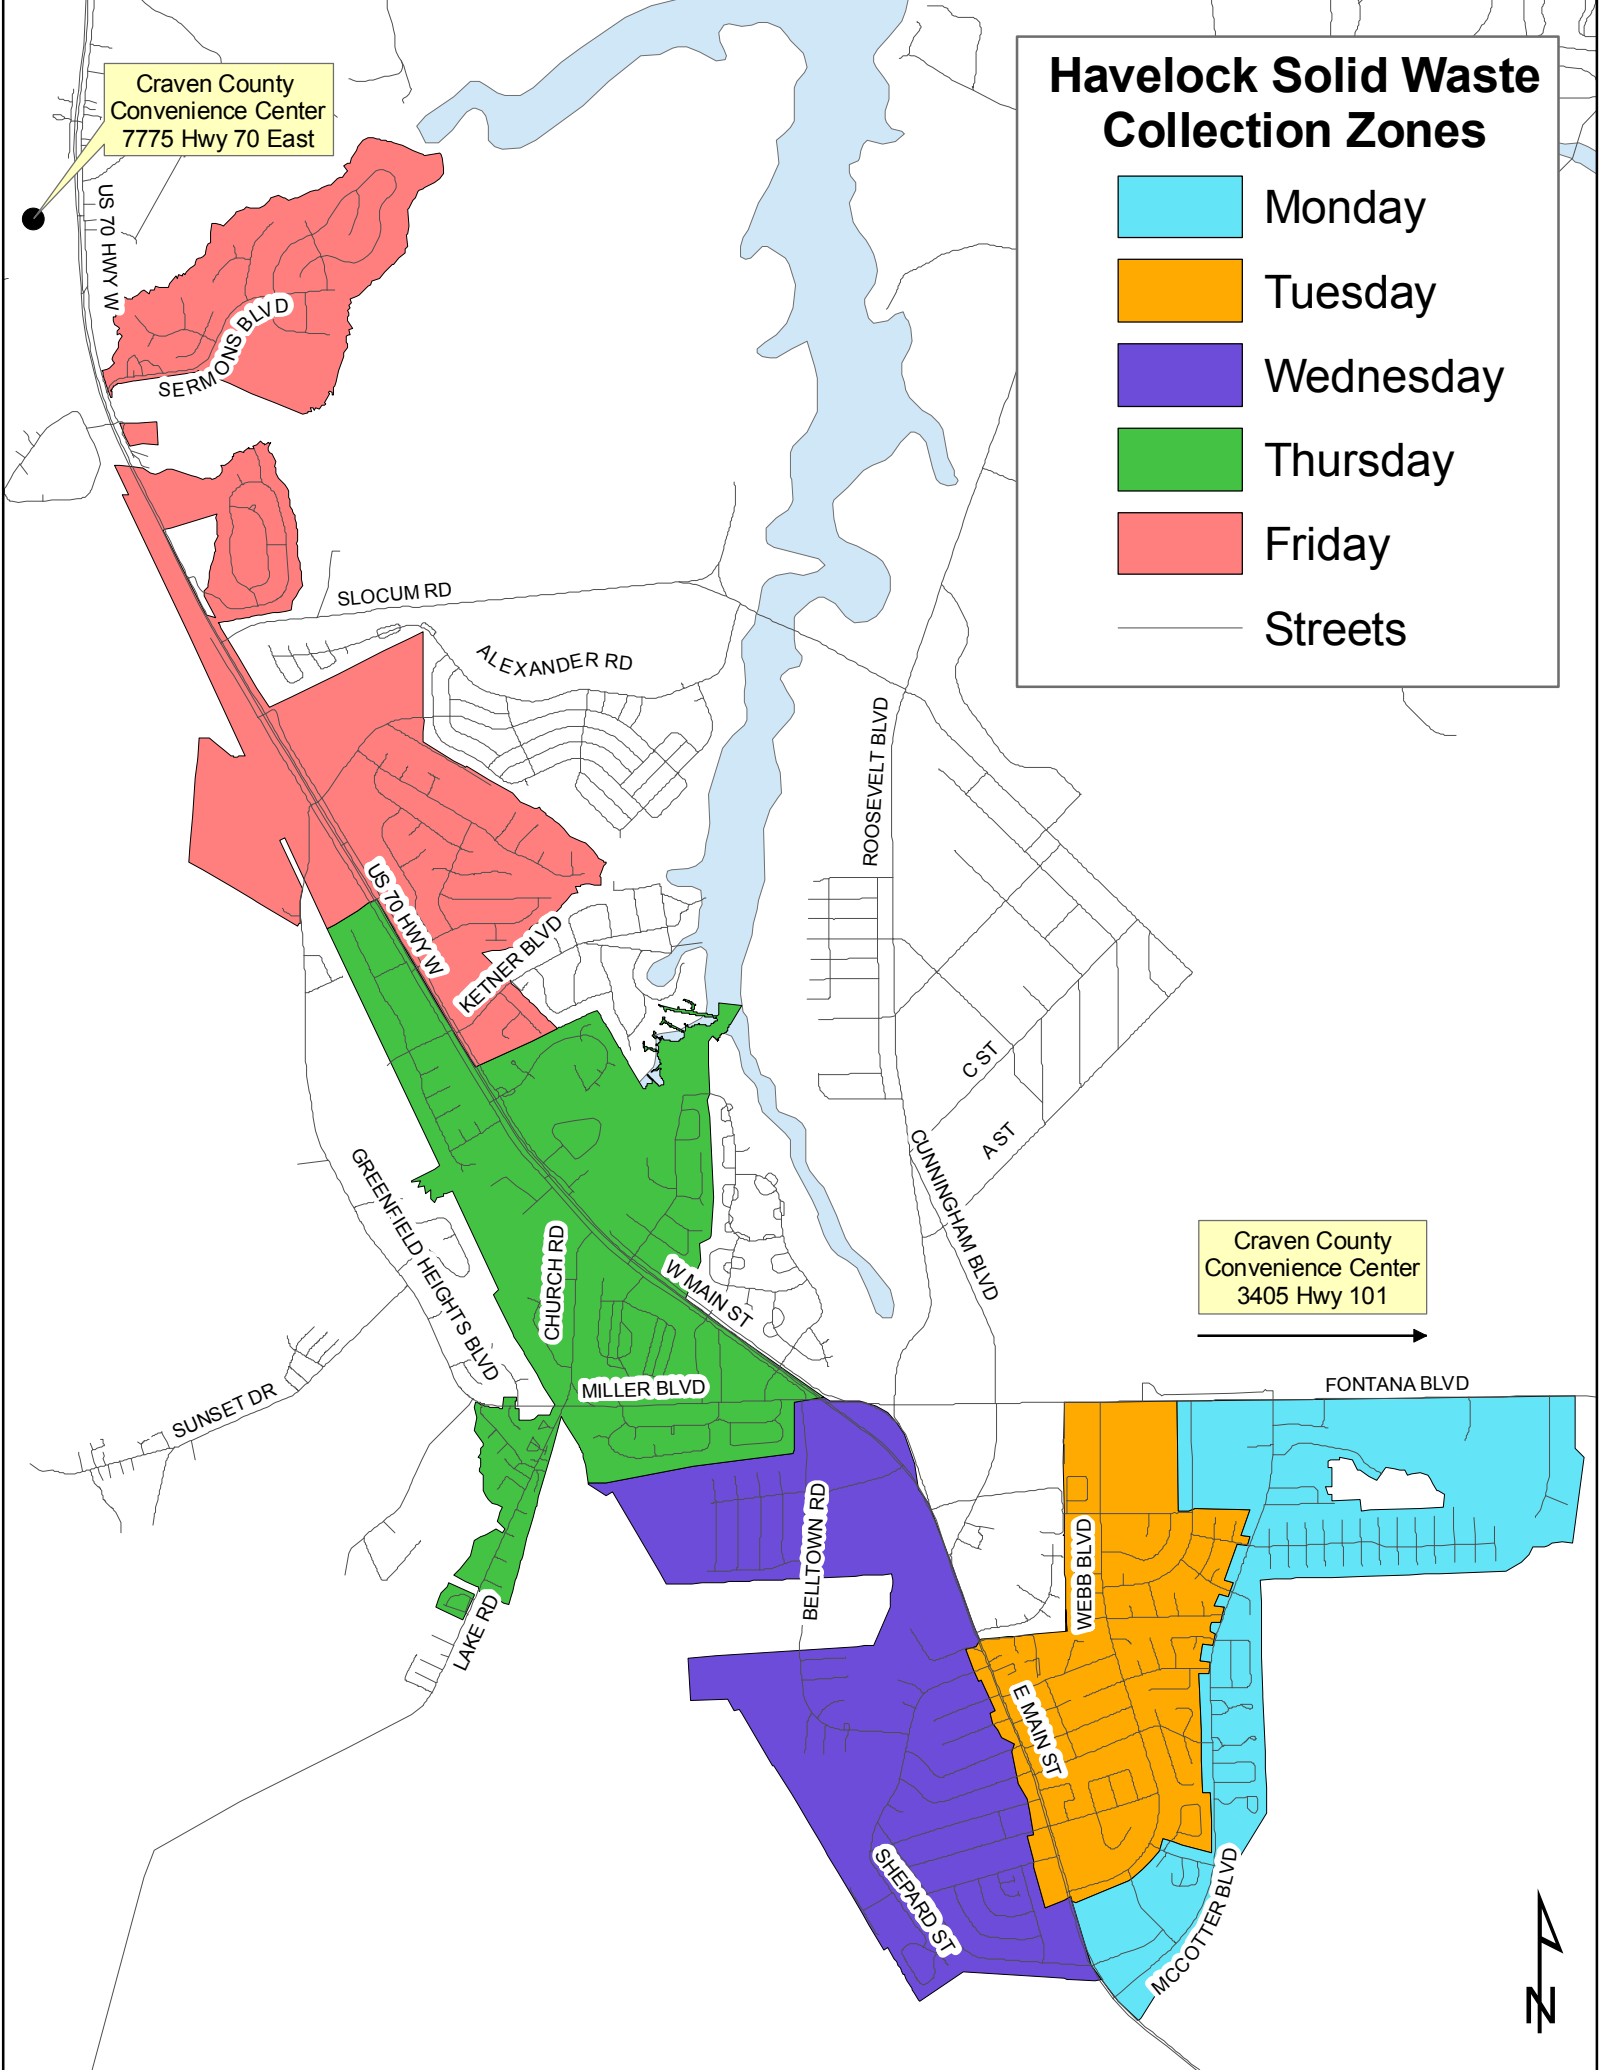 Havelock Solid Waste
Collection Zones
Monday
Tuesday
Wednesday
Thursday
Friday
Streets
Craven County
Convenience Center
7775 Hwy 70 East
US 70 HWY W
SERMONS BLVD
SLOCUM RD
ALEXANDER RD
ROOSEVELT BLVD
US 70 HWY W
KETNER BLVD
C ST
A ST
CUNNINGHAM BLVD
GREENFIELD HEIGHTS BLVD
CHURCH RD
W MAIN ST
Craven County
Convenience Center
3405 Hwy 101
MILLER BLVD
FONTANA BLVD
SUNSET DR
BELLTOWN RD
WEBB BLVD
LAKE RD
E MAIN ST
SHEPARD ST
MCCOTTER BLVD
N